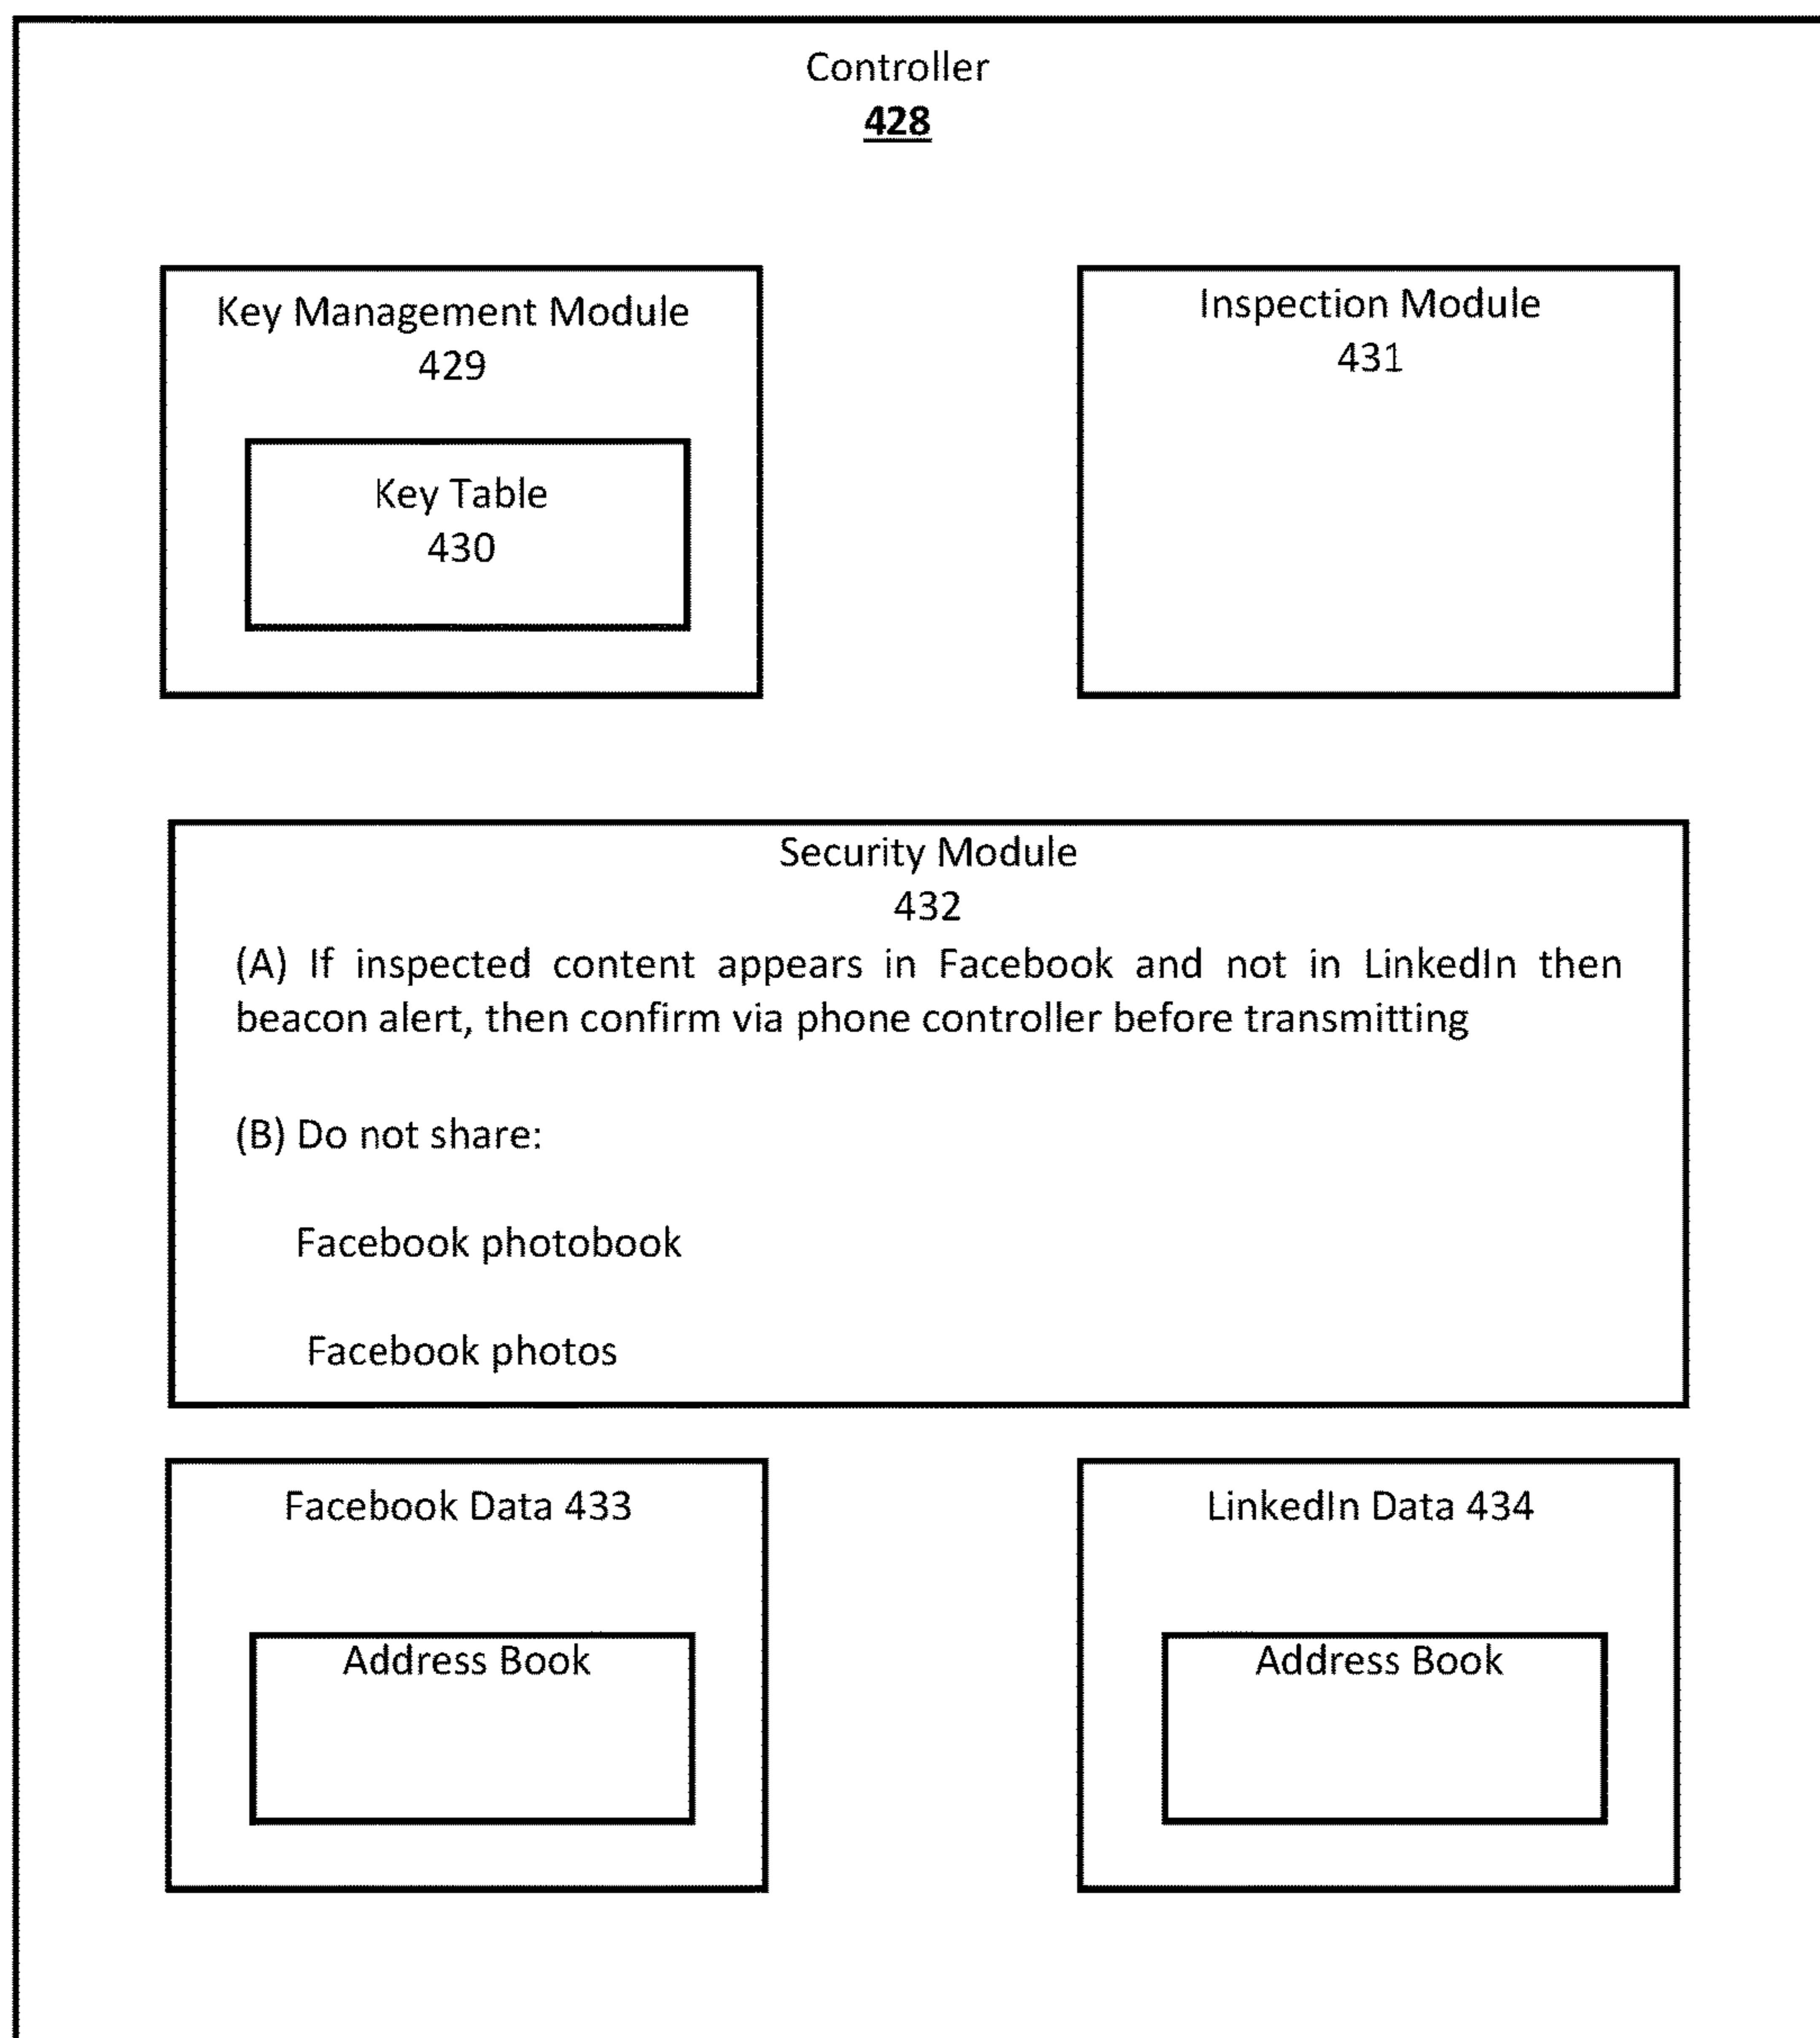 Controller
428
Key Management Module
429
Key Table
430
Inspection Module
431
Security Module
432
(A) If inspected content appears in Facebook and not in LinkedIn then
beacon alert, then confirm via phone controller before transmitting
(B) Do not share:
Facebook photobook
Facebook photos
Facebook Data 433
Address Book
LinkedIn Data 434
Address Book